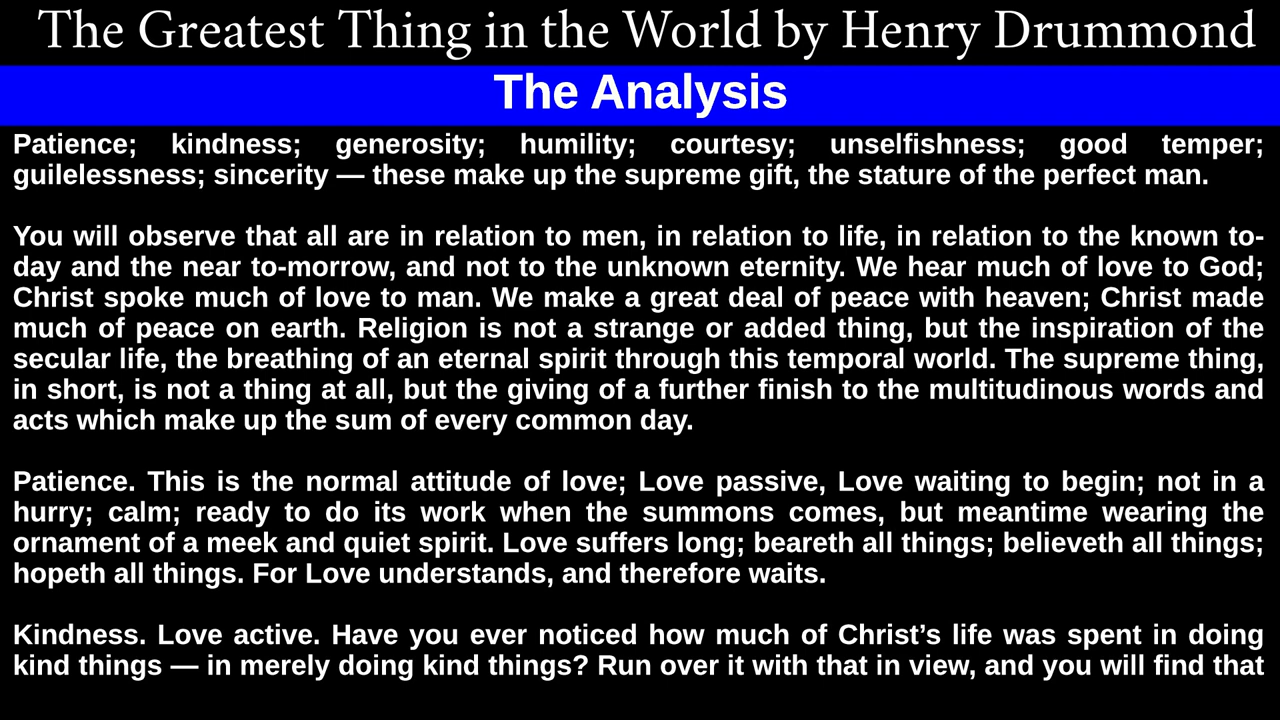 The Greatest Thing in the World by Henry Drummond
The Analysis
Patience; kindness; generosity; humility; courtesy; unselfishness; good temper;
guilelessness; sincerity — these make up the supreme gift, the stature of the perfect man.
You will observe that all are in relation to men, in relation to life, in relation to the known to-
day and the near to-morrow, and not to the unknown eternity. We hear much of love to God;
Christ spoke much of love to man. We make a great deal of peace with heaven; Christ made
much of peace on earth. Religion is not a strange or added thing, but the inspiration of the
secular life, the breathing of an eternal spirit through this temporal world. The supreme thing,
in short, is not a thing at all, but the giving of a further finish to the multitudinous words and
acts which make up the sum of every common day.
Patience. This is the normal attitude of love; Love passive, Love waiting to begin; not in a
hurry; calm; ready to do its work when the summons comes, but meantime wearing the
ornament of a meek and quiet spirit. Love suffers long; beareth all things; believeth all things;
hopeth all things. For Love understands, and therefore waits.
Kindness. Love active. Have you ever noticed how much of Christ’s life was spent in doing
kind things — in merely doing kind things? Run over it with that in view, and you will find that